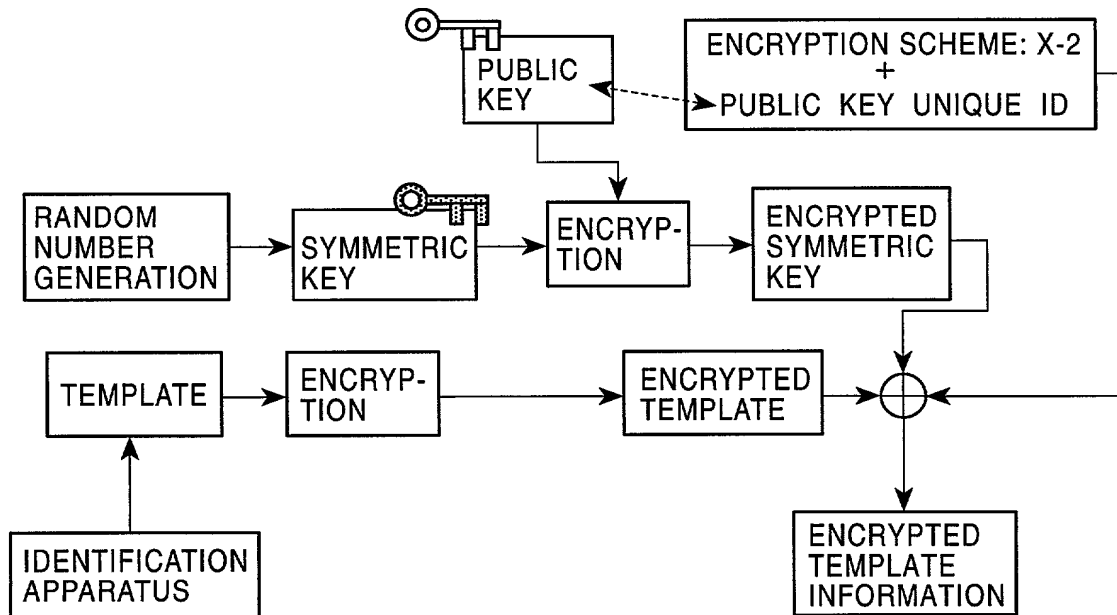 PUBLIC
KEY
ENCRYPTION SCHEME: X-2
+
PUBLIC KEY UNIQUE ID
RANDOM
NUMBER
GENERATION
SYMMETRIC
KEY
ENCRYP-
TION
ENCRYPTED
SYMMETRIC
KEY
TEMPLATE
ENCRYP-
TION
ENCRYPTED
TEMPLATE
IDENTIFICATION
APPARATUS
ENCRYPTED
TEMPLATE
INFORMATION